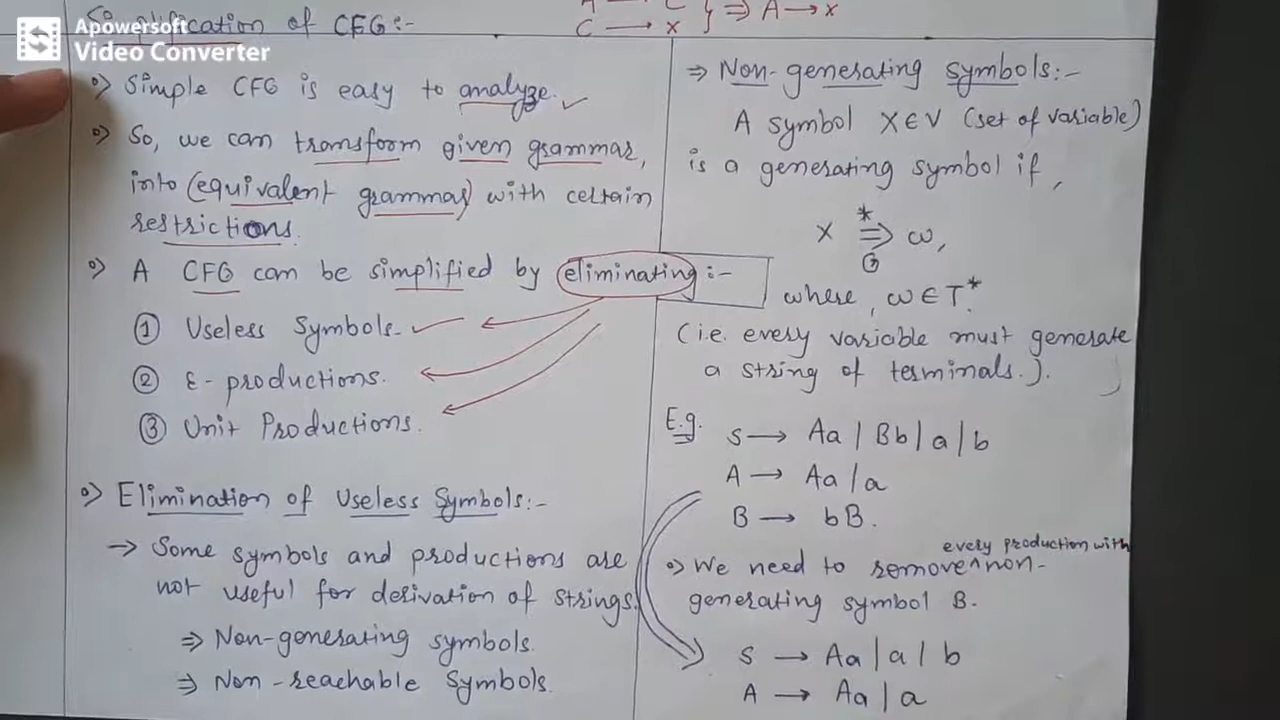 Apowersoft
Video Converter
Simplification of CFG:-
C → x } ⇒ A → x
o) Simple CFG is easy to analyze. ✓
o) So, we can transform given grammar,
into (equivalent grammar) with certain
restrictions.
o) A CFG can be simplified by eliminating :-
① Useless Symbols. ✓
② ε- productions.
③ Unit Productions.
o) Elimination of Useless Symbols:-
→ Some symbols and productions are
not useful for derivation of strings.
⇒ Non-generating symbols.
⇒ Non-reachable Symbols.
⇒ Non-generating symbols:-
A symbol X∈V (set of variable)
is a generating symbol if,
X ⇒ ω,
*
G
where, ω∈T*.
(i.e. every variable must generate
a string of terminals.).
E.g. S → Aa | Bb | a | b
A → Aa | a
B → bB.
o) We need to remove ^ every production with non-
generating symbol B.
S → Aa | a | b
A → Aa | a